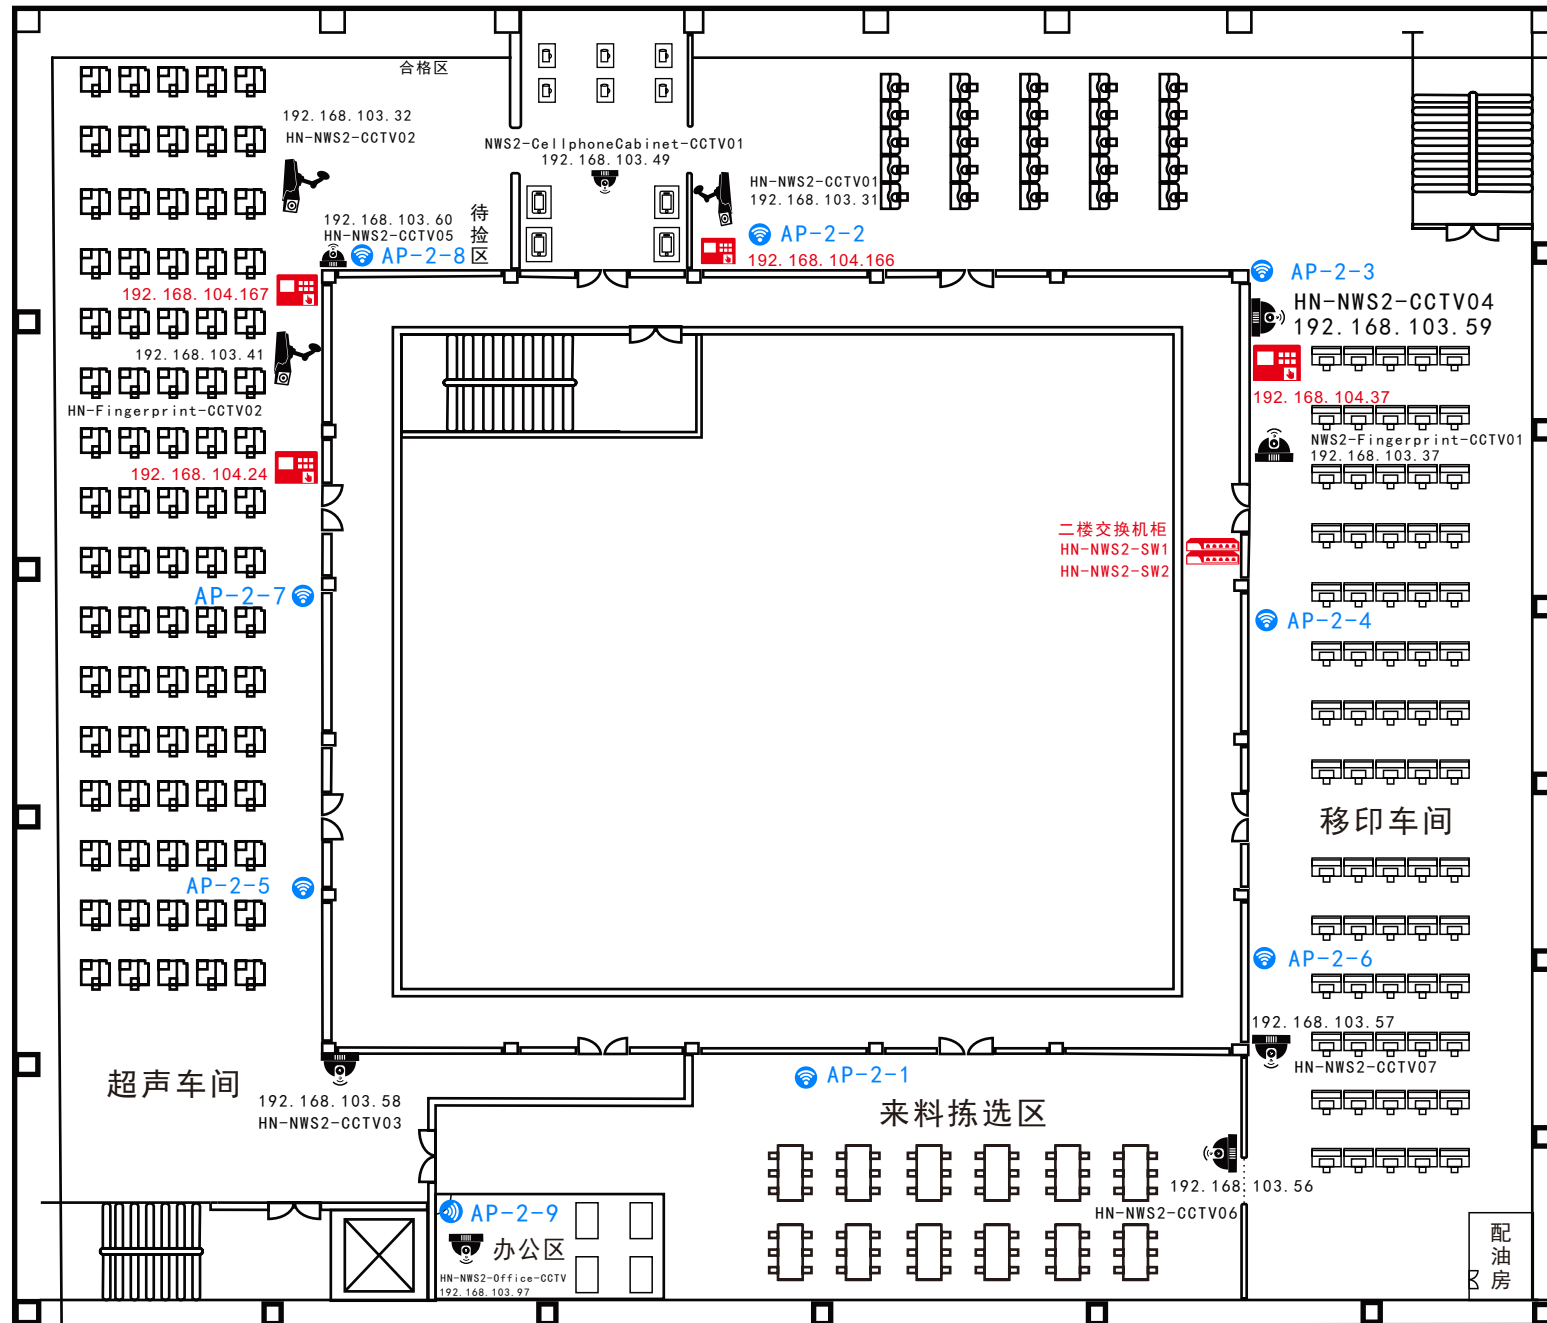 合格区
192.168.103.32
HN-NWS2-CCTV02
NWS2-CellphoneCabinet-CCTV01
192.168.103.49
HN-NWS2-CCTV01
192.168.103.31
192.168.103.60
HN-NWS2-CCTV05
待检区
AP-2-8
AP-2-2
192.168.104.166
AP-2-3
192.168.104.167
HN-NWS2-CCTV04
192.168.103.59
192.168.103.41
HN-Fingerprint-CCTV02
192.168.104.37
NWS2-Fingerprint-CCTV01
192.168.103.37
192.168.104.24
二楼交换机柜
HN-NWS2-SW1
HN-NWS2-SW2
AP-2-7
AP-2-4
移印车间
AP-2-5
AP-2-6
192.168.103.57
HN-NWS2-CCTV07
超声车间
192.168.103.58
HN-NWS2-CCTV03
AP-2-1
来料拣选区
192.168.103.56
HN-NWS2-CCTV06
AP-2-9
办公区
HN-NWS2-Office-CCTV
192.168.103.97
配油房